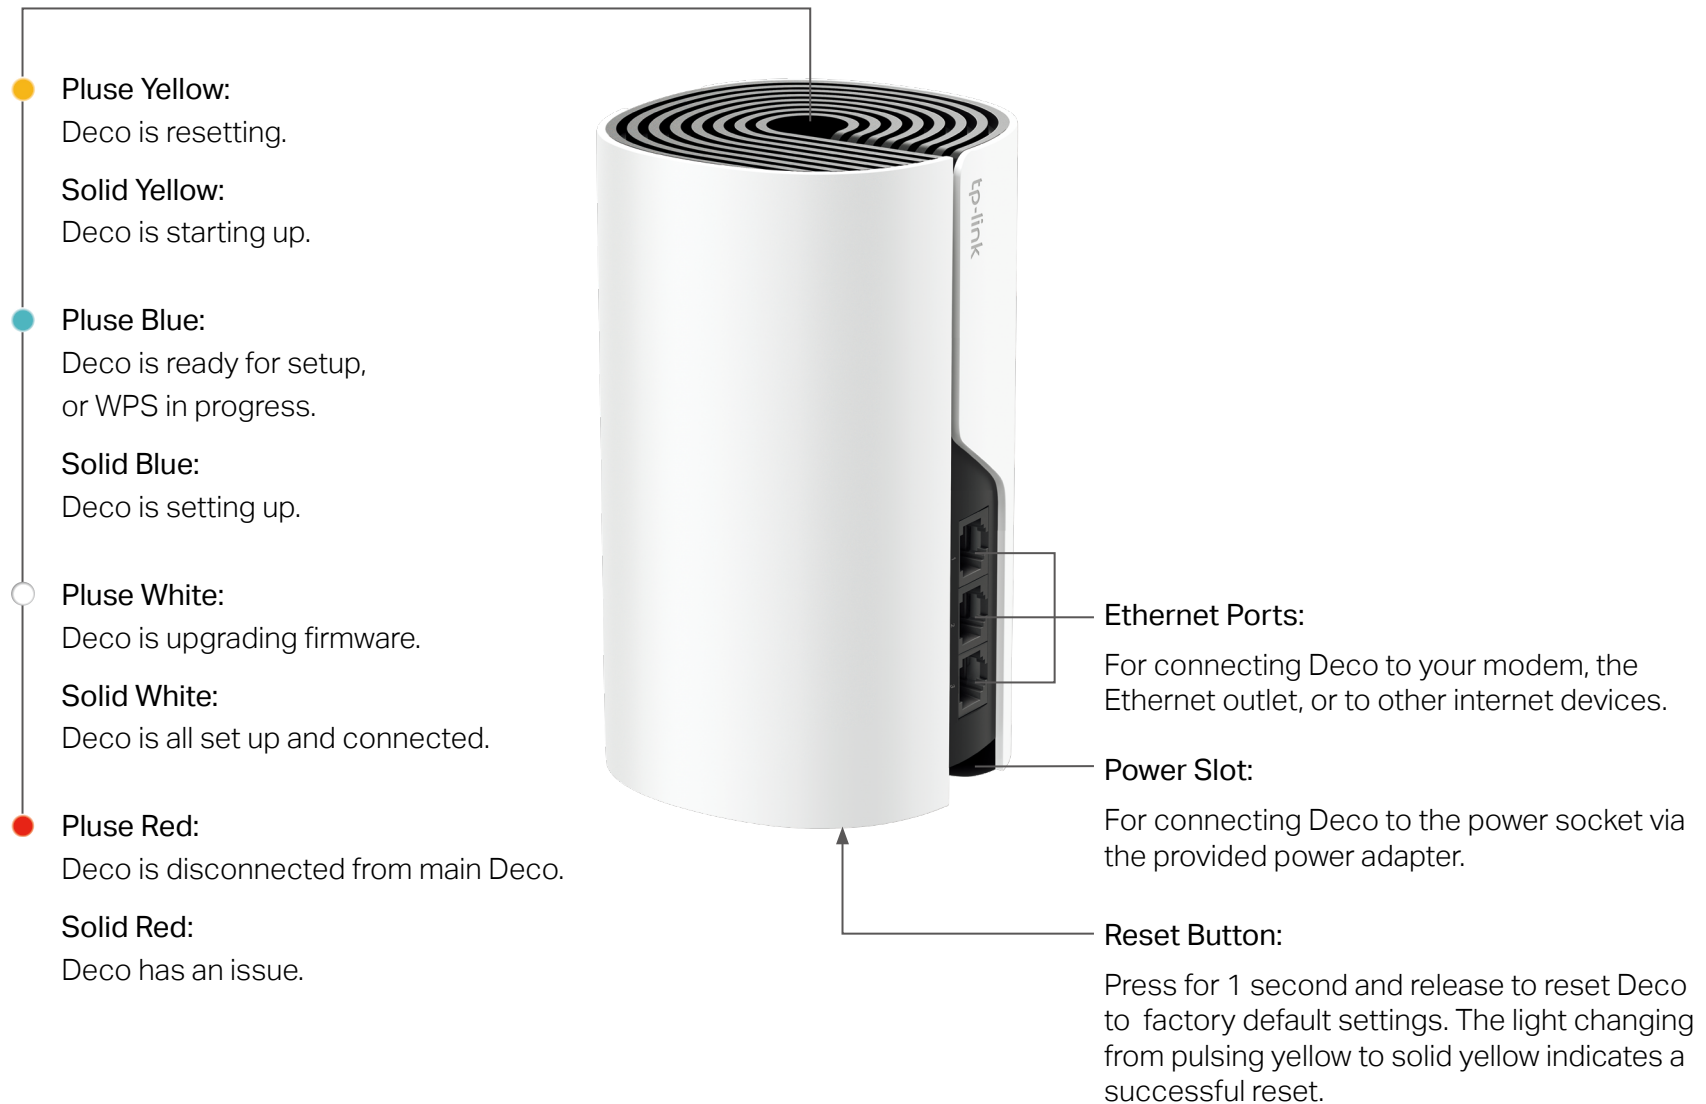 Pluse Yellow:
Deco is resetting.
Solid Yellow:
Deco is starting up.
Pluse Blue:
Deco is ready for setup,
or WPS in progress.
Solid Blue:
Deco is setting up.
Pluse White:
Deco is upgrading firmware.
Solid White:
Deco is all set up and connected.
Pluse Red:
Deco is disconnected from main Deco.
Solid Red:
Deco has an issue.
tp-link
Ethernet Ports:
For connecting Deco to your modem, the
Ethernet outlet, or to other internet devices.
Power Slot:
For connecting Deco to the power socket via
the provided power adapter.
Reset Button:
Press for 1 second and release to reset Deco
to  factory default settings. The light changing
from pulsing yellow to solid yellow indicates a
successful reset.